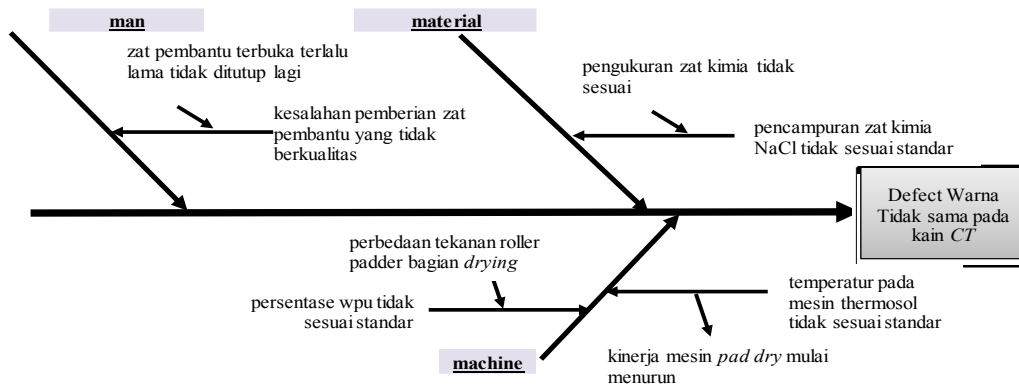 man
material
zat pembantu terbuka terlalu
lama tidak ditutup lagi
kesalahan pemberian zat
pembantu yang tidak
berkualitas
pengukuran zat kimia tidak
sesuai
pencampuran zat kimia
NaCl tidak sesuai standar
Defect Warna
Tidak sama pada
kain CT
perbedaan tekanan roller
padder bagian drying
persentase wpu tidak
sesuai standar
temperatur pada
mesin thermosol
tidak sesuai standar
kinerja mesin pad dry mulai
menurun
machine